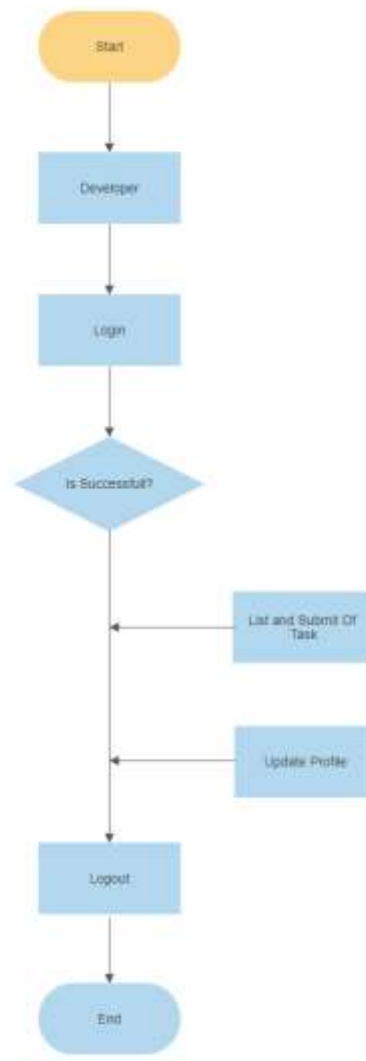 Start
Developer
Login
Is Successfull?
List and Submit Of
Task
Update Profile
Logout
End